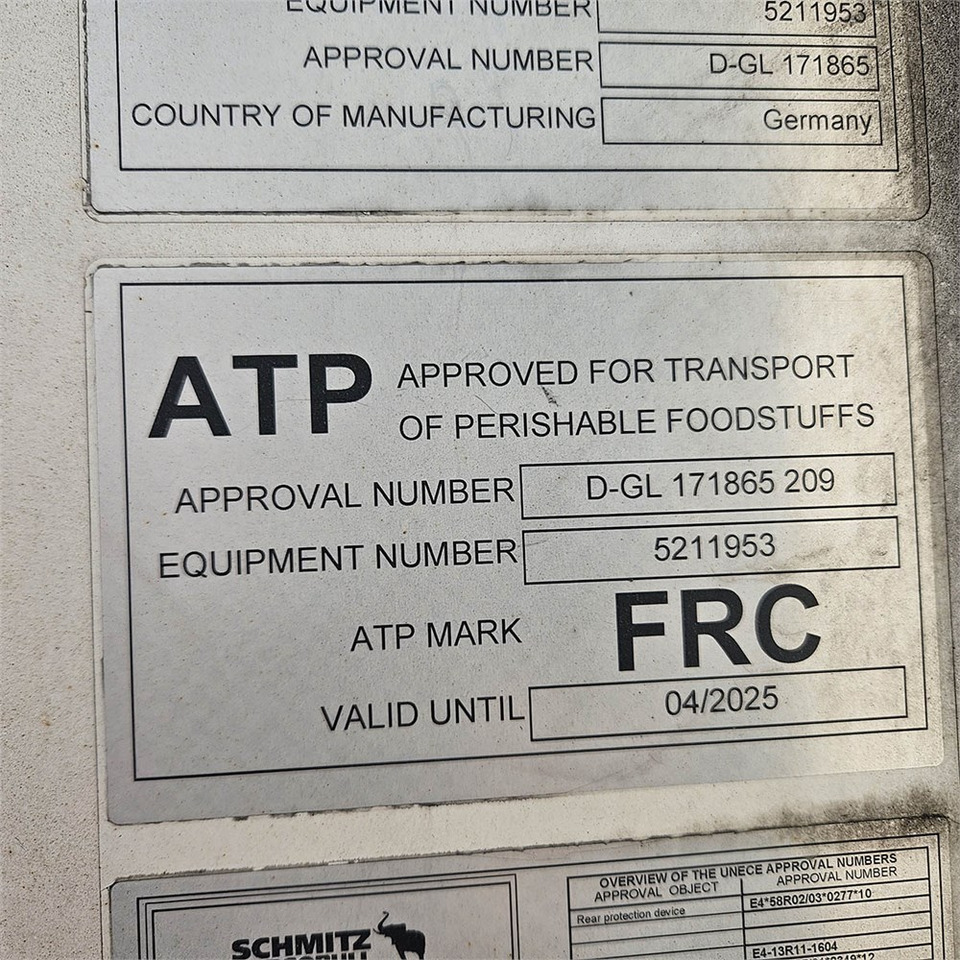 EQUIPMENT NUMBER 5211953
APPROVAL NUMBER D-GL 171865
COUNTRY OF MANUFACTURING Germany
ATP APPROVED FOR TRANSPORT
OF PERISHABLE FOODSTUFFS
APPROVAL NUMBER D-GL 171865 209
EQUIPMENT NUMBER 5211953
ATP MARK FRC
VALID UNTIL 04/2025
SCHMITZ
OVERVIEW OF THE UNECE APPROVAL NUMBERS
APPROVAL OBJECT APPROVAL NUMBER
Rear protection device E4*58R02/03*0277*10
E4-13R11-1604